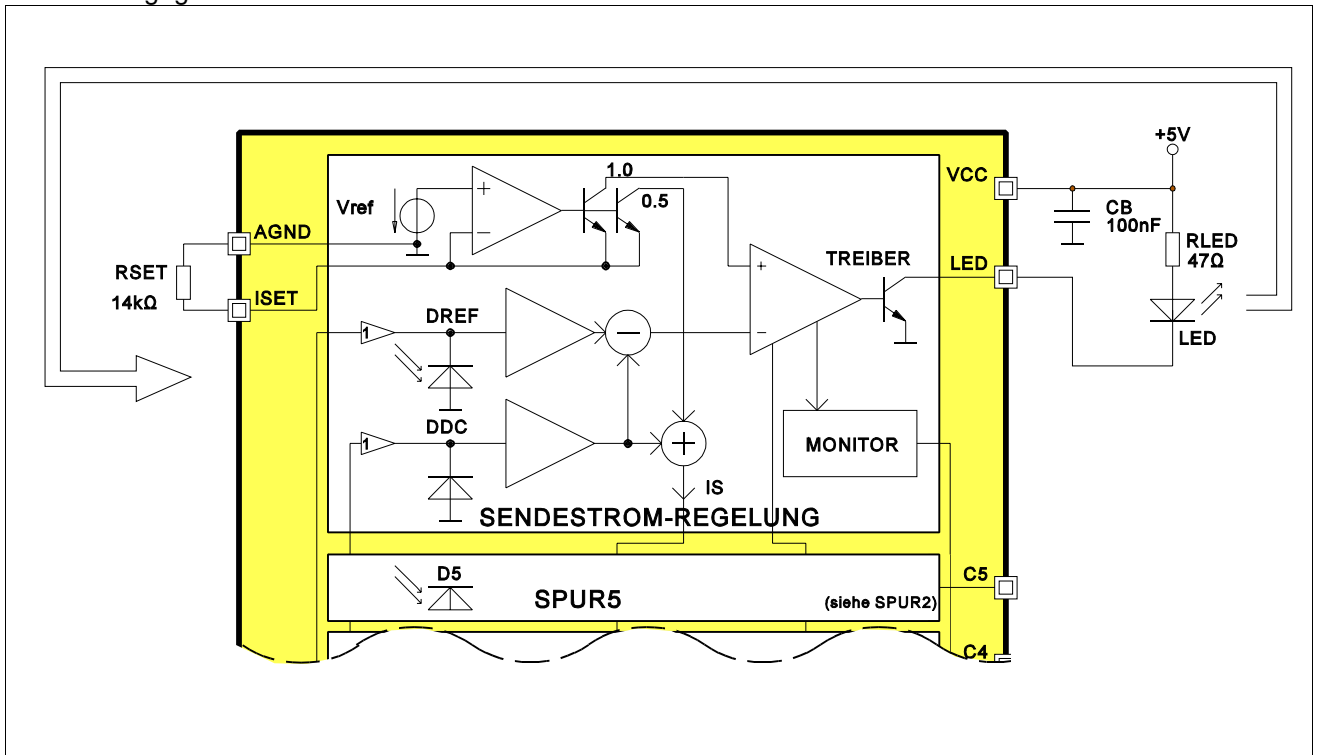 1.0
0.5
Vref
+
−
AGND
ISET
RSET
14kΩ
VCC
+5V
CB
100nF
RLED
47Ω
LED
LED
TREIBER
+
−
DREF
1
−
DDC
1
+
IS
MONITOR
SENDESTROM-REGELUNG
D5
SPUR5
(siehe SPUR2)
C5
C4